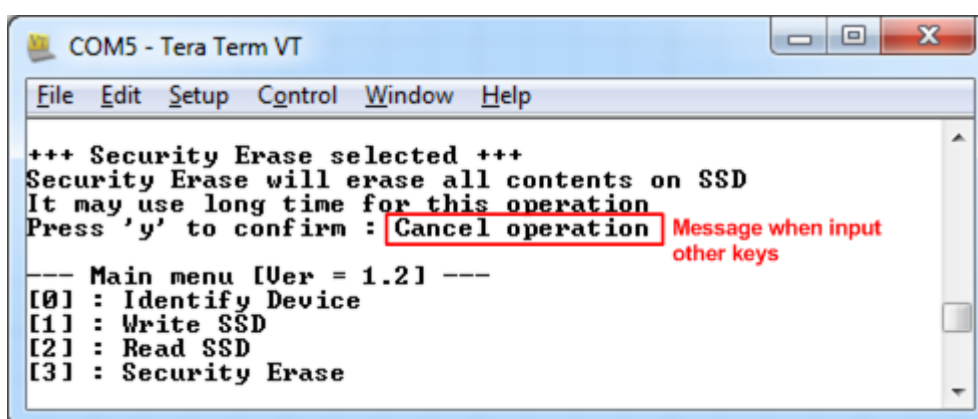 COM5 - Tera Term VT
File Edit Setup Control Window Help
+++ Security Erase selected +++
Security Erase will erase all contents on SSD
It may use long time for this operation
Press 'y' to confirm : Cancel operation
Message when input
other keys
--- Main menu [Ver = 1.2] ---
[0] : Identify Device
[1] : Write SSD
[2] : Read SSD
[3] : Security Erase